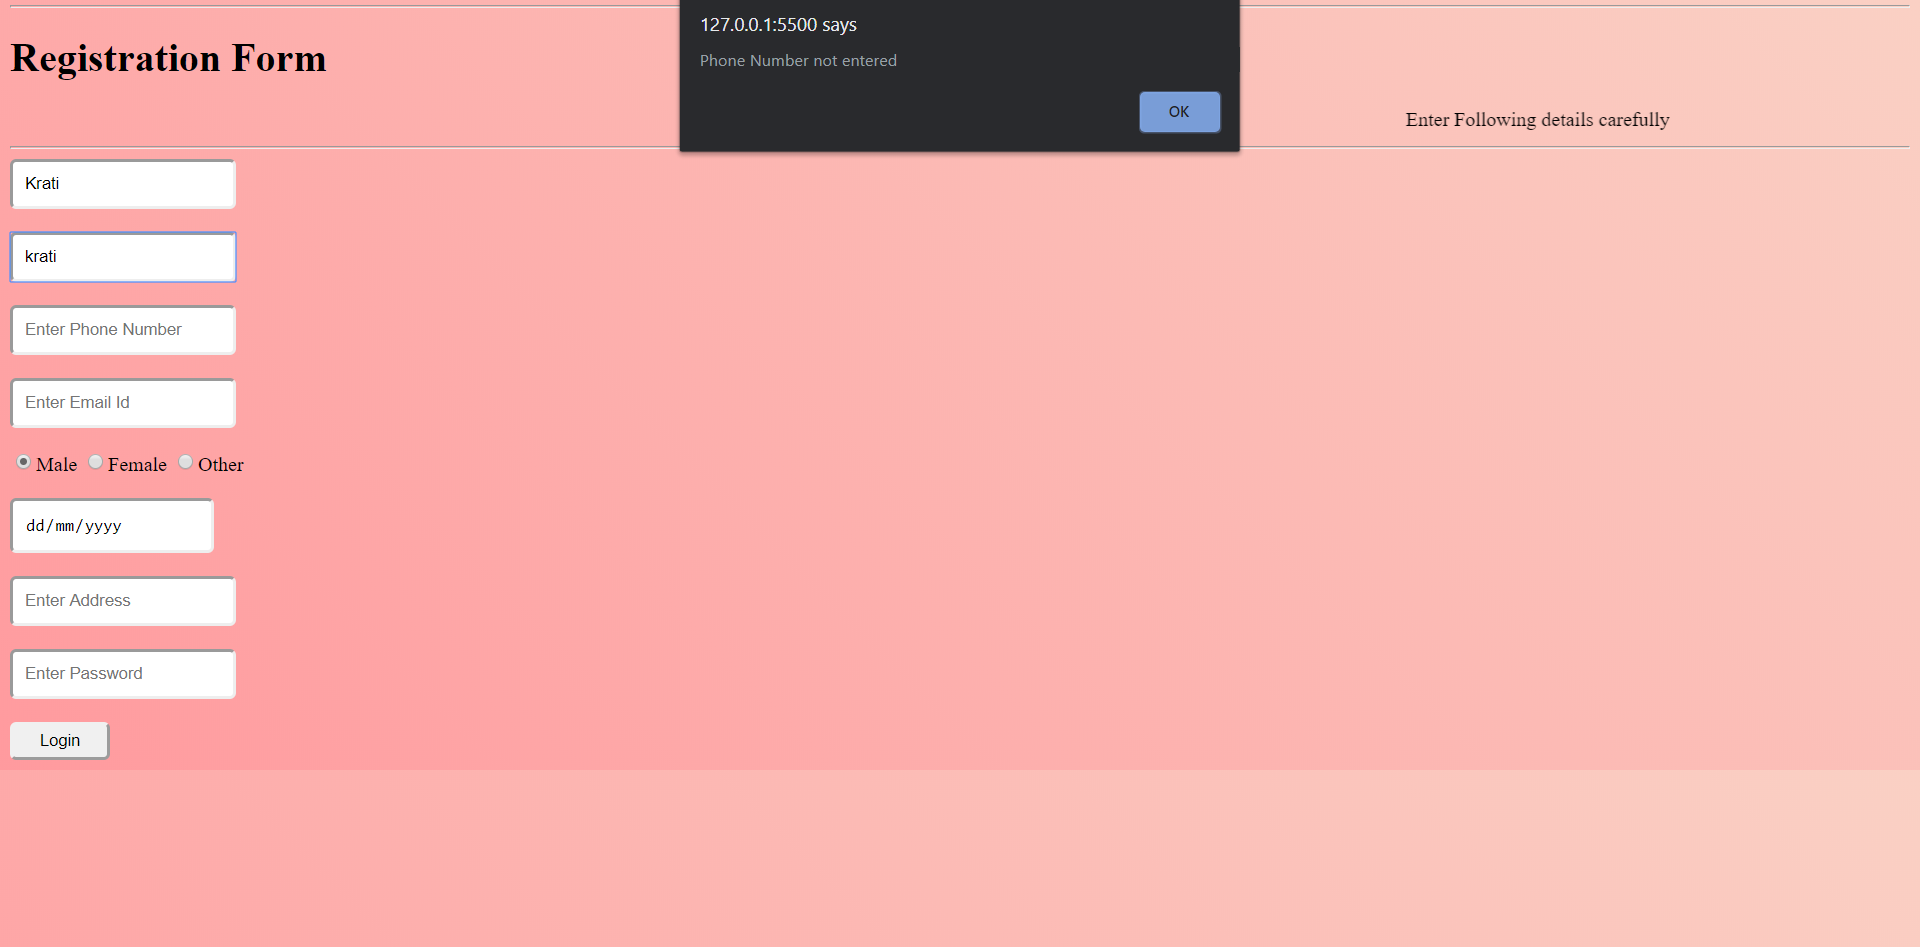 127.0.0.1:5500 says
Phone Number not entered
OK
Registration Form
Enter Following details carefully
Krati
krati
Enter Phone Number
Enter Email Id
Male Female Other
dd/mm/yyyy
Enter Address
Enter Password
Login